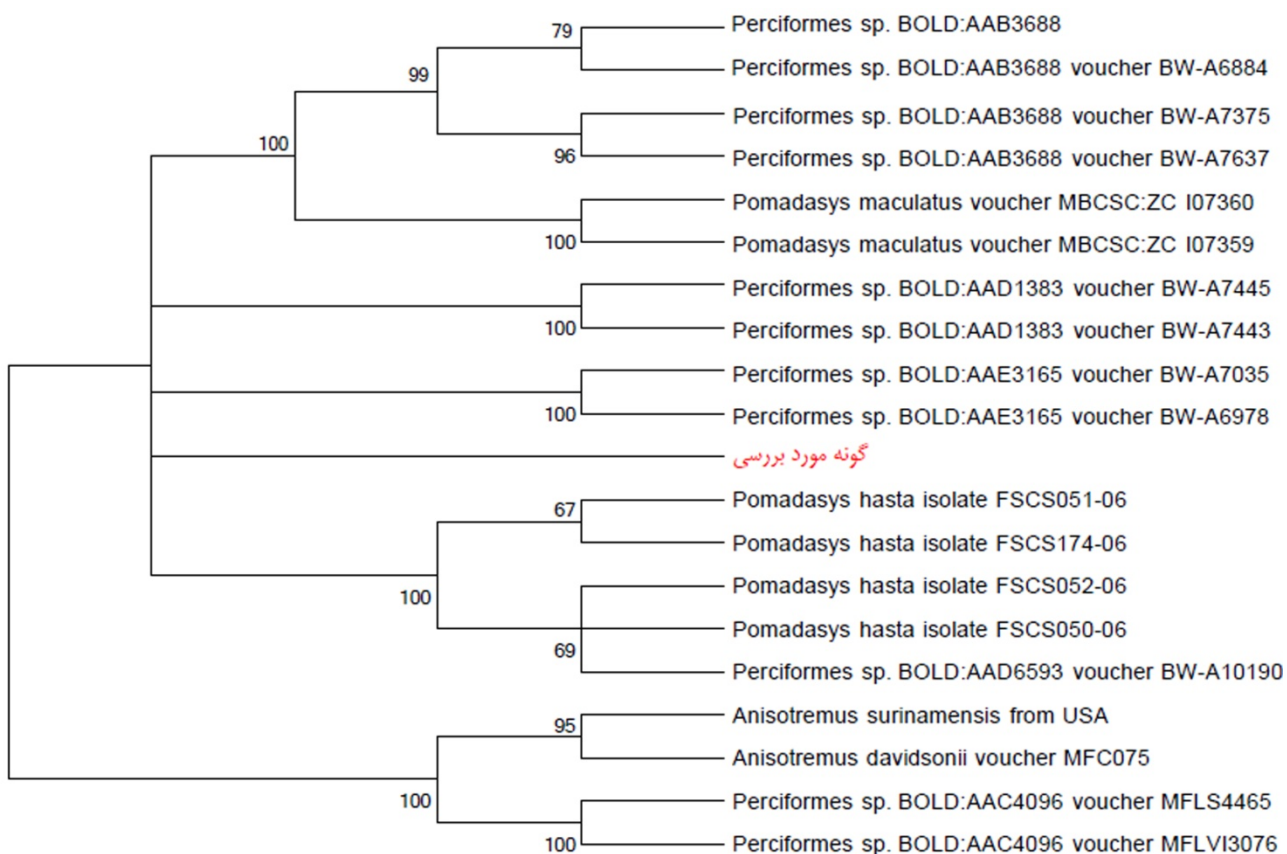 Perciformes sp. BOLD:AAB3688
79
Perciformes sp. BOLD:AAB3688 voucher BW-A6884
99
Perciformes sp. BOLD:AAB3688 voucher BW-A7375
100
96
Perciformes sp. BOLD:AAB3688 voucher BW-A7637
Pomadasys maculatus voucher MBCSC:ZC I07360
100
Pomadasys maculatus voucher MBCSC:ZC I07359
Perciformes sp. BOLD:AAD1383 voucher BW-A7445
100
Perciformes sp. BOLD:AAD1383 voucher BW-A7443
Perciformes sp. BOLD:AAE3165 voucher BW-A7035
100
Perciformes sp. BOLD:AAE3165 voucher BW-A6978
گونه مورد بررسی
Pomadasys hasta isolate FSCS051-06
67
Pomadasys hasta isolate FSCS174-06
100
Pomadasys hasta isolate FSCS052-06
Pomadasys hasta isolate FSCS050-06
69
Perciformes sp. BOLD:AAD6593 voucher BW-A10190
Anisotremus surinamensis from USA
95
Anisotremus davidsonii voucher MFC075
100
Perciformes sp. BOLD:AAC4096 voucher MFLS4465
100
Perciformes sp. BOLD:AAC4096 voucher MFLVI3076